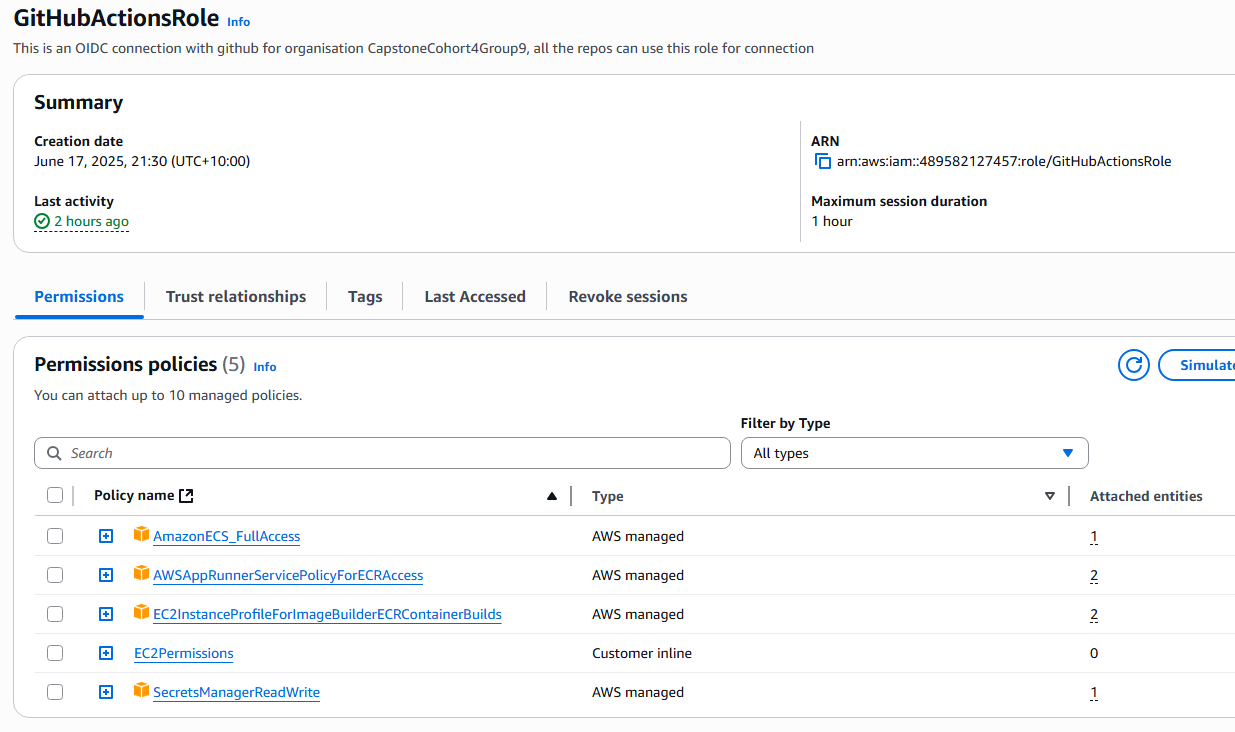 GitHubActionsRole Info
This is an OIDC connection with github for organisation CapstoneCohort4Group9, all the repos can use this role for connection
Summary
Creation date
June 17, 2025, 21:30 (UTC+10:00)
Last activity
2 hours ago
ARN
arn:aws:iam::489582127457:role/GitHubActionsRole
Maximum session duration
1 hour
Permissions
Trust relationships
Tags
Last Accessed
Revoke sessions
Permissions policies (5) Info
You can attach up to 10 managed policies.
Simulate
Filter by Type
Search
All types
Policy name Type Attached entities
AmazonECS_FullAccess AWS managed 1
AWSAppRunnerServicePolicyForECRAccess AWS managed 2
EC2InstanceProfileForImageBuilderECRContainerBuilds AWS managed 2
EC2Permissions Customer inline 0
SecretsManagerReadWrite AWS managed 1